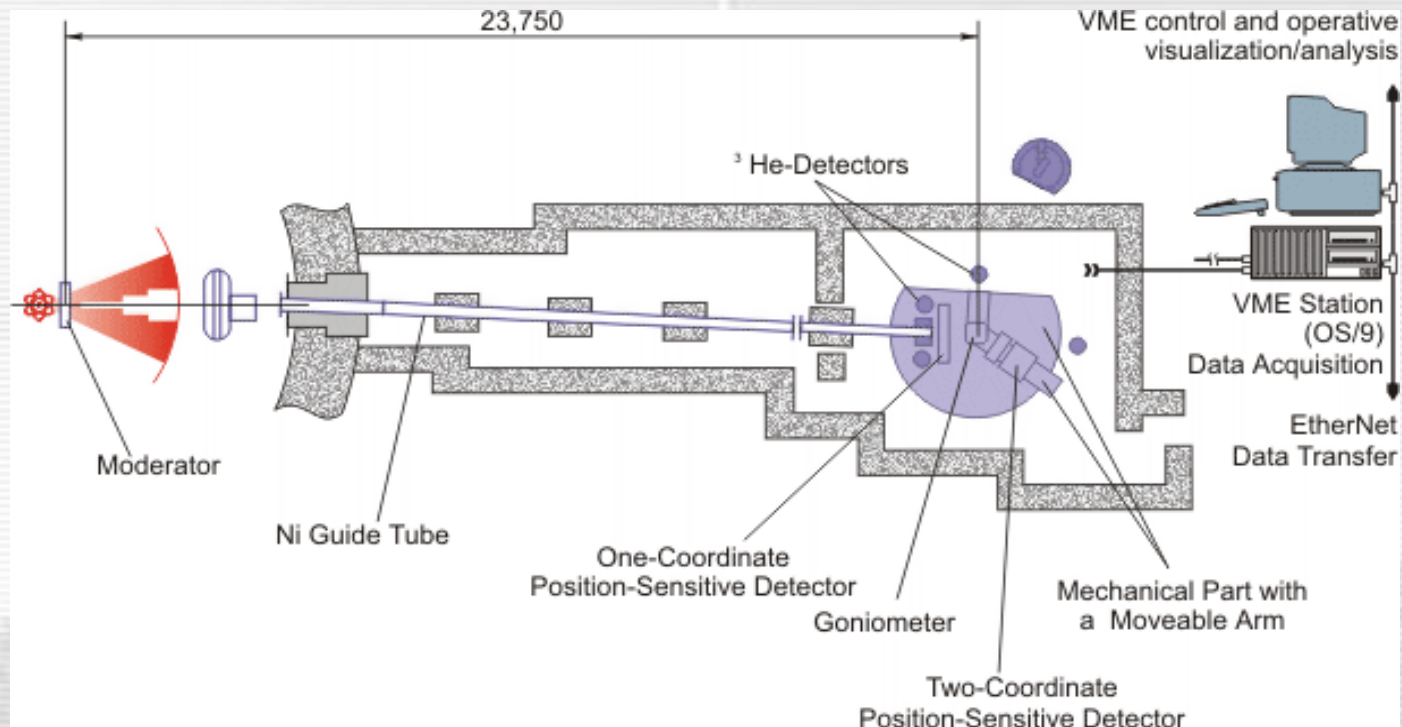 23,750
VME control and operative
visualization/analysis
³ He-Detectors
VME Station
(OS/9)
Data Acquisition
EtherNet
Data Transfer
Moderator
Ni Guide Tube
One-Coordinate
Position-Sensitive Detector
Goniometer
Mechanical Part with
a Moveable Arm
Two-Coordinate
Position-Sensitive Detector